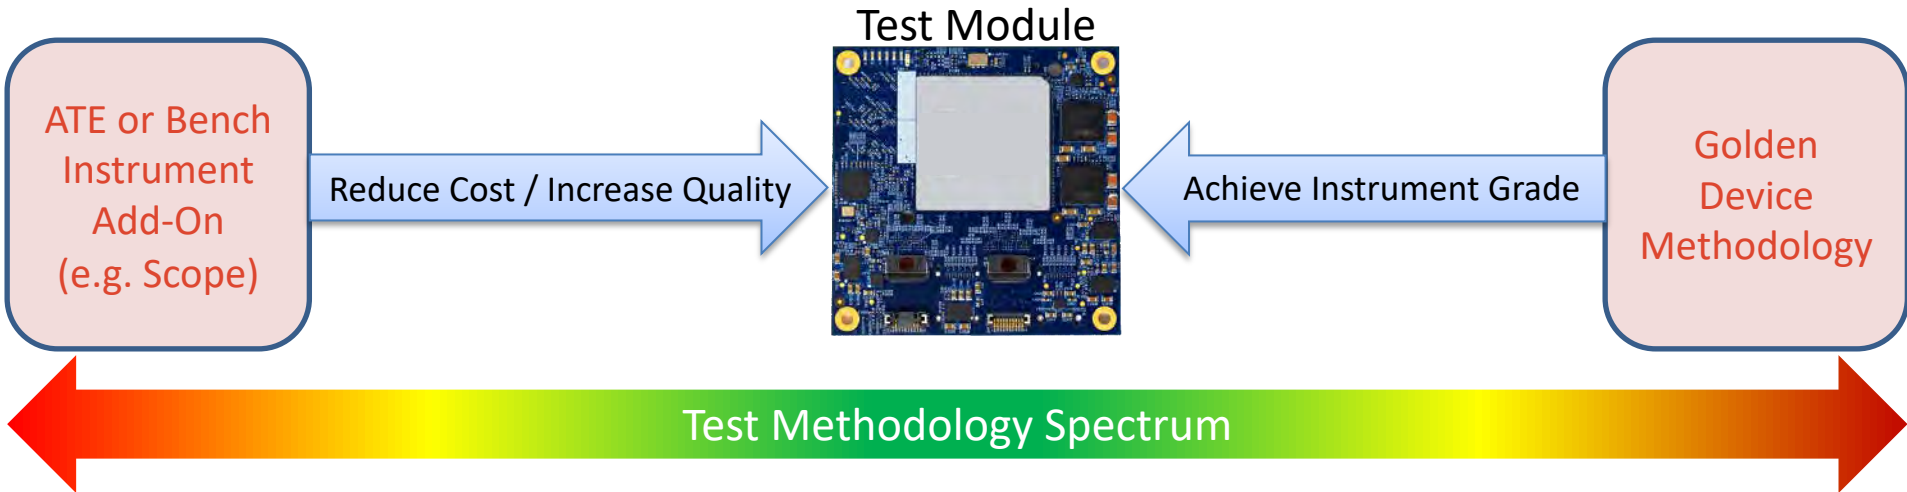 Test Module
ATE or Bench
Instrument
Add-On
(e.g. Scope)
Reduce Cost / Increase Quality
Achieve Instrument Grade
Golden
Device
Methodology
Test Methodology Spectrum